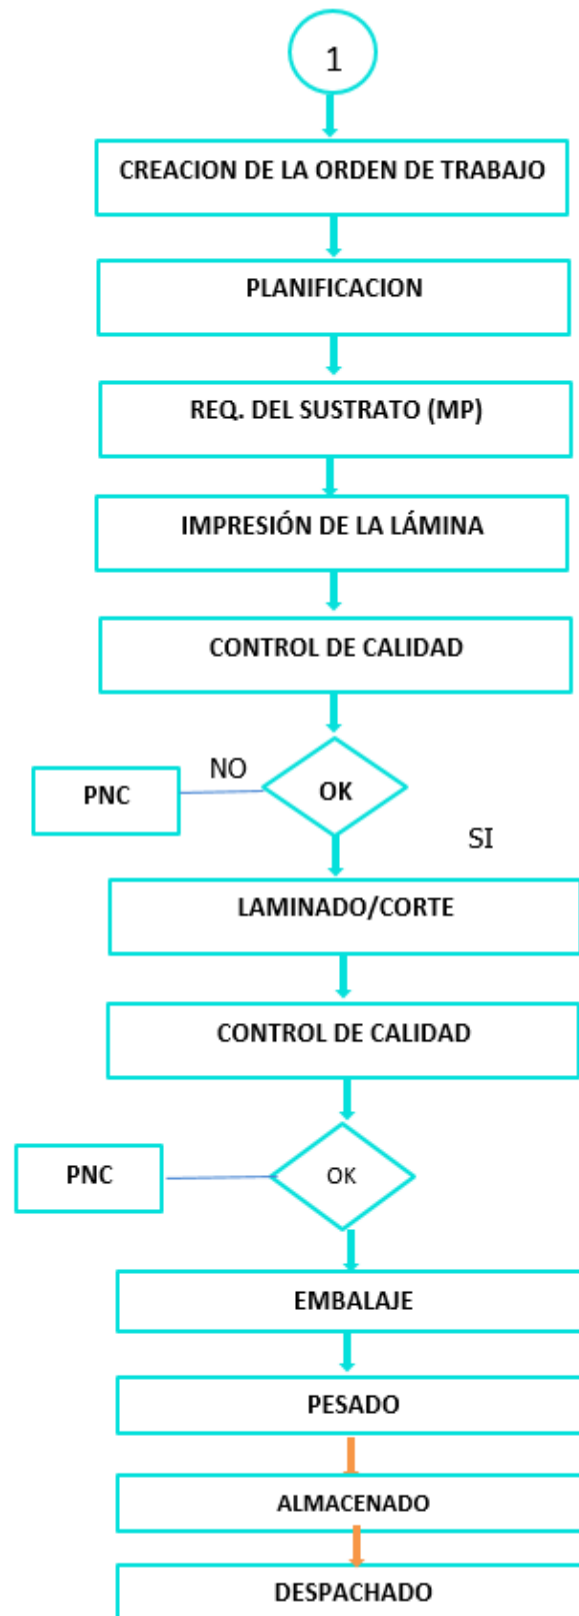 1
CREACION DE LA ORDEN DE TRABAJO
PLANIFICACION
REQ. DEL SUSTRATO (MP)
IMPRESIÓN DE LA LÁMINA
CONTROL DE CALIDAD
NO
PNC
OK
SI
LAMINADO/CORTE
CONTROL DE CALIDAD
PNC
OK
EMBALAJE
PESADO
ALMACENADO
DESPACHADO